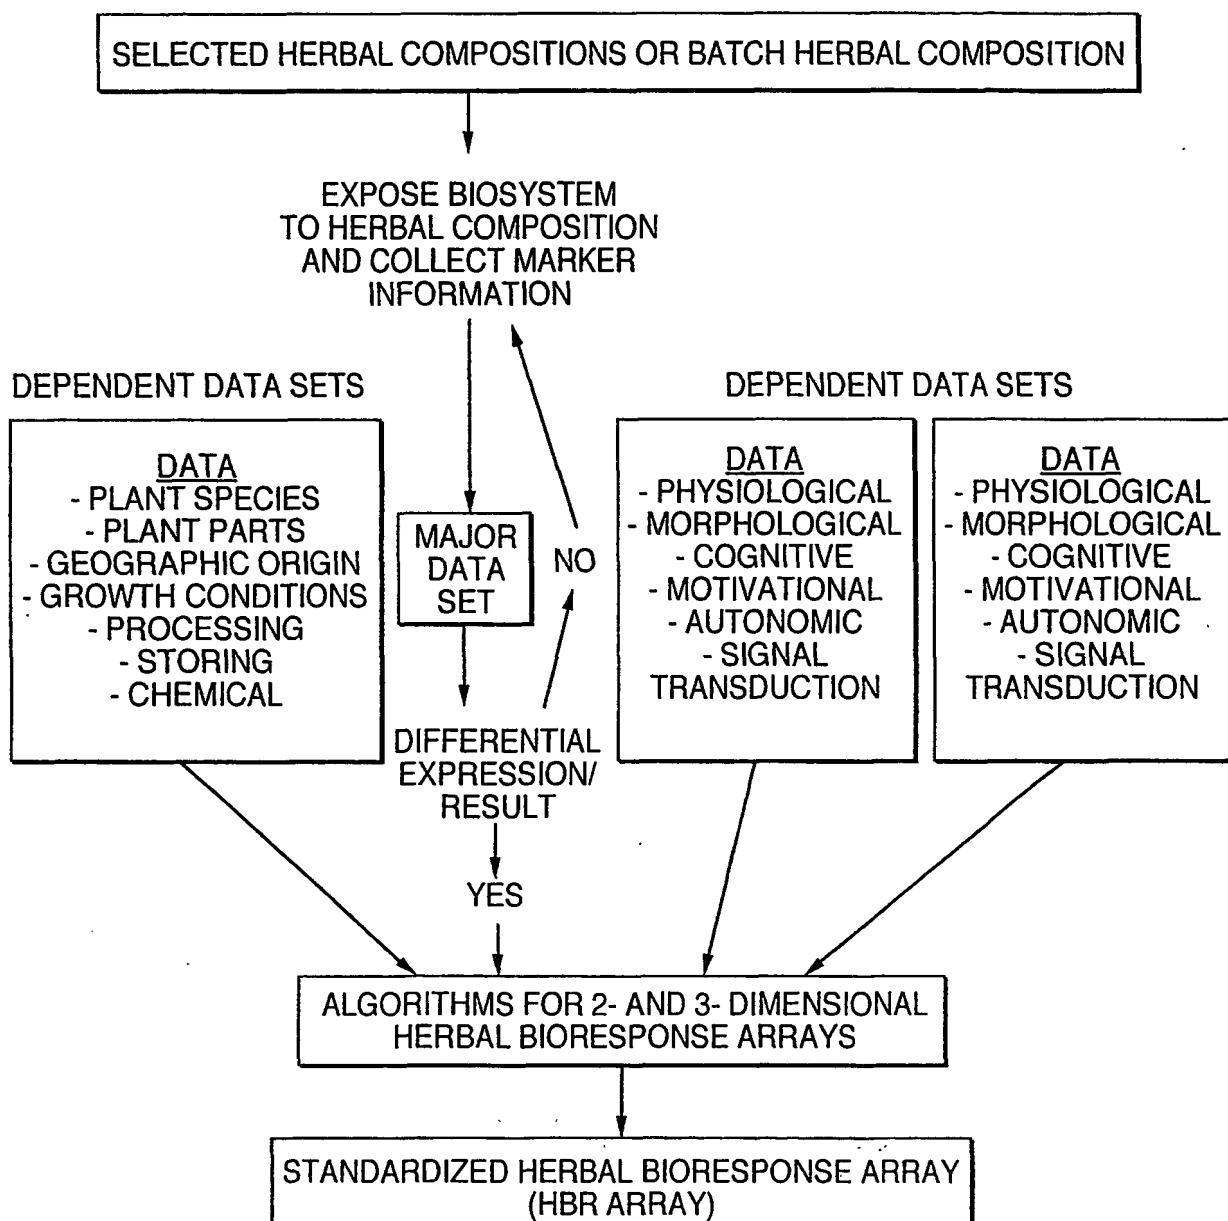 SELECTED HERBAL COMPOSITIONS OR BATCH HERBAL COMPOSITION
EXPOSE BIOSYSTEM
TO HERBAL COMPOSITION
AND COLLECT MARKER
INFORMATION
DEPENDENT DATA SETS
DATA
- PLANT SPECIES
- PLANT PARTS
- GEOGRAPHIC ORIGIN
- GROWTH CONDITIONS
- PROCESSING
- STORING
- CHEMICAL
MAJOR
DATA
SET
NO
DIFFERENTIAL
EXPRESSION/
RESULT
YES
DEPENDENT DATA SETS
DATA
- PHYSIOLOGICAL
- MORPHOLOGICAL
- COGNITIVE
- MOTIVATIONAL
- AUTONOMIC
- SIGNAL
TRANSDUCTION
DATA
- PHYSIOLOGICAL
- MORPHOLOGICAL
- COGNITIVE
- MOTIVATIONAL
- AUTONOMIC
- SIGNAL
TRANSDUCTION
ALGORITHMS FOR 2- AND 3- DIMENSIONAL
HERBAL BIORESPONSE ARRAYS
STANDARDIZED HERBAL BIORESPONSE ARRAY
(HBR ARRAY)